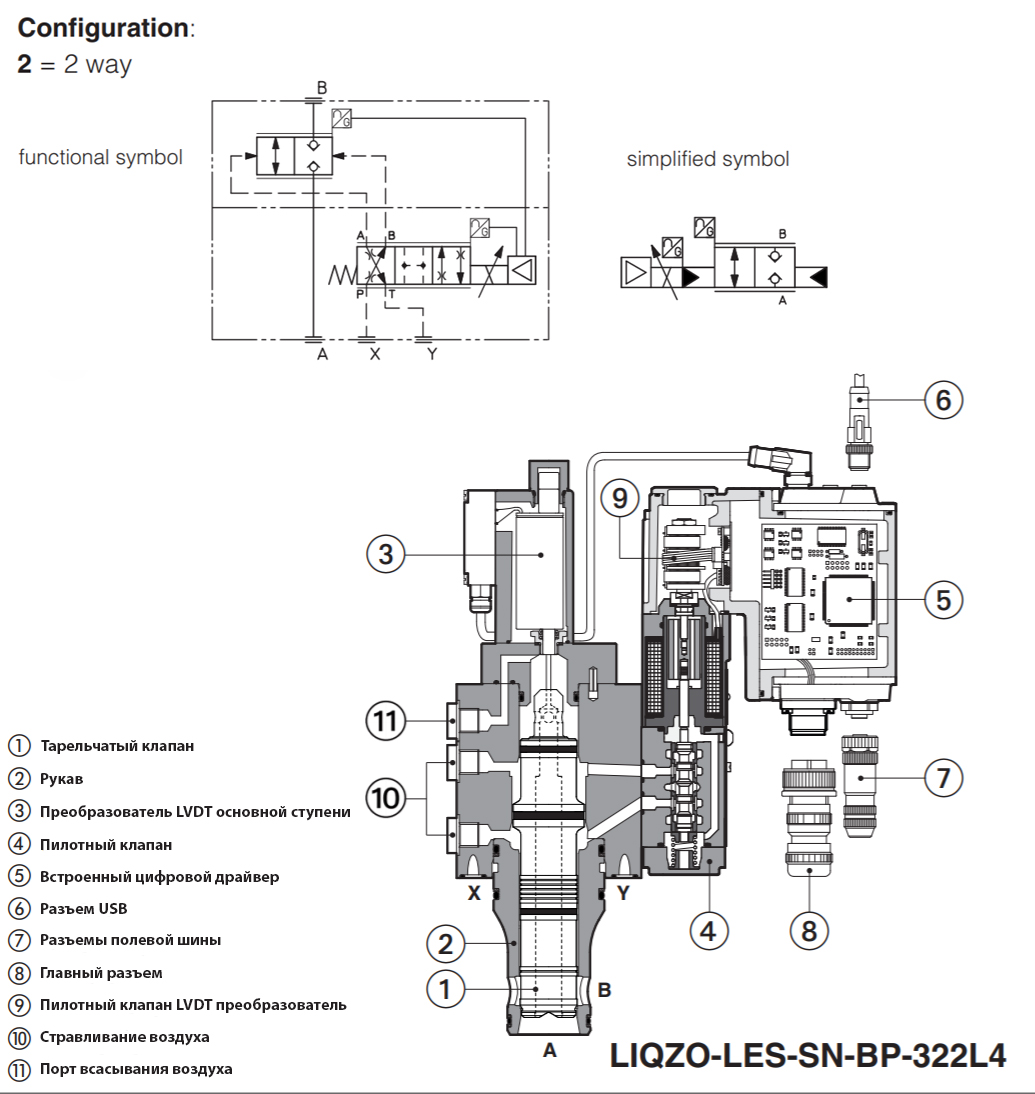 Configuration:
2 = 2 way
B
G
functional symbol
simplified symbol
G
A B
P T
A X Y
G
G
B
A
6
9
3
5
11
10
7
X
Y
4
8
2
1
B
A
1 Тарельчатый клапан
2 Рукав
3 Преобразователь LVDT основной ступени
4 Пилотный клапан
5 Встроенный цифровой драйвер
6 Разъем USB
7 Разъемы полевой шины
8 Главный разъем
9 Пилотный клапан LVDT преобразователь
10 Стравливание воздуха
11 Порт всасывания воздуха
LIQZO-LES-SN-BP-322L4